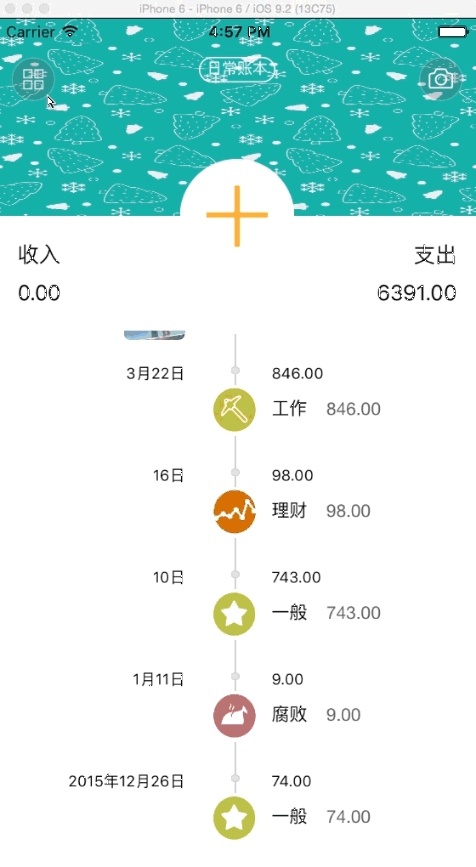 iPhone 6 - iPhone 6 / iOS 9.2 (13C75)
Carrier 4:57 PM
日常账本
收入 支出
0.00 6391.00
3月22日 846.00
工作 846.00
16日 98.00
理财 98.00
10日 743.00
一般 743.00
1月11日 9.00
腐败 9.00
2015年12月26日 74.00
一般 74.00